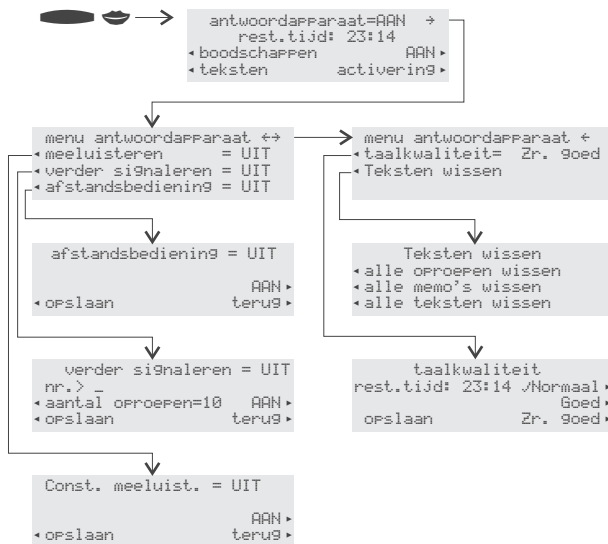 antwoordapparaat=AAN →
rest.tijd: 23:14
◂ boodschappen AAN ▸
◂ teksten activering ▸
menu antwoordapparaat ←→
◂ meeluisteren = UIT
◂ verder signaleren = UIT
◂ afstandsbediening = UIT
menu antwoordapparaat ←
◂ taalkwaliteit= Zr. goed
◂ Teksten wissen
afstandsbediening = UIT
AAN ▸
◂ opslaan terug ▸
Teksten wissen
◂ alle oproepen wissen
◂ alle memo's wissen
◂ alle teksten wissen
verder signaleren = UIT
nr.> _
◂ aantal oproepen=10 AAN ▸
◂ opslaan terug ▸
taalkwaliteit
rest.tijd: 23:14 √Normaal ▸
Goed ▸
opslaan Zr. goed ▸
Const. meeluist. = UIT
AAN ▸
◂ opslaan terug ▸